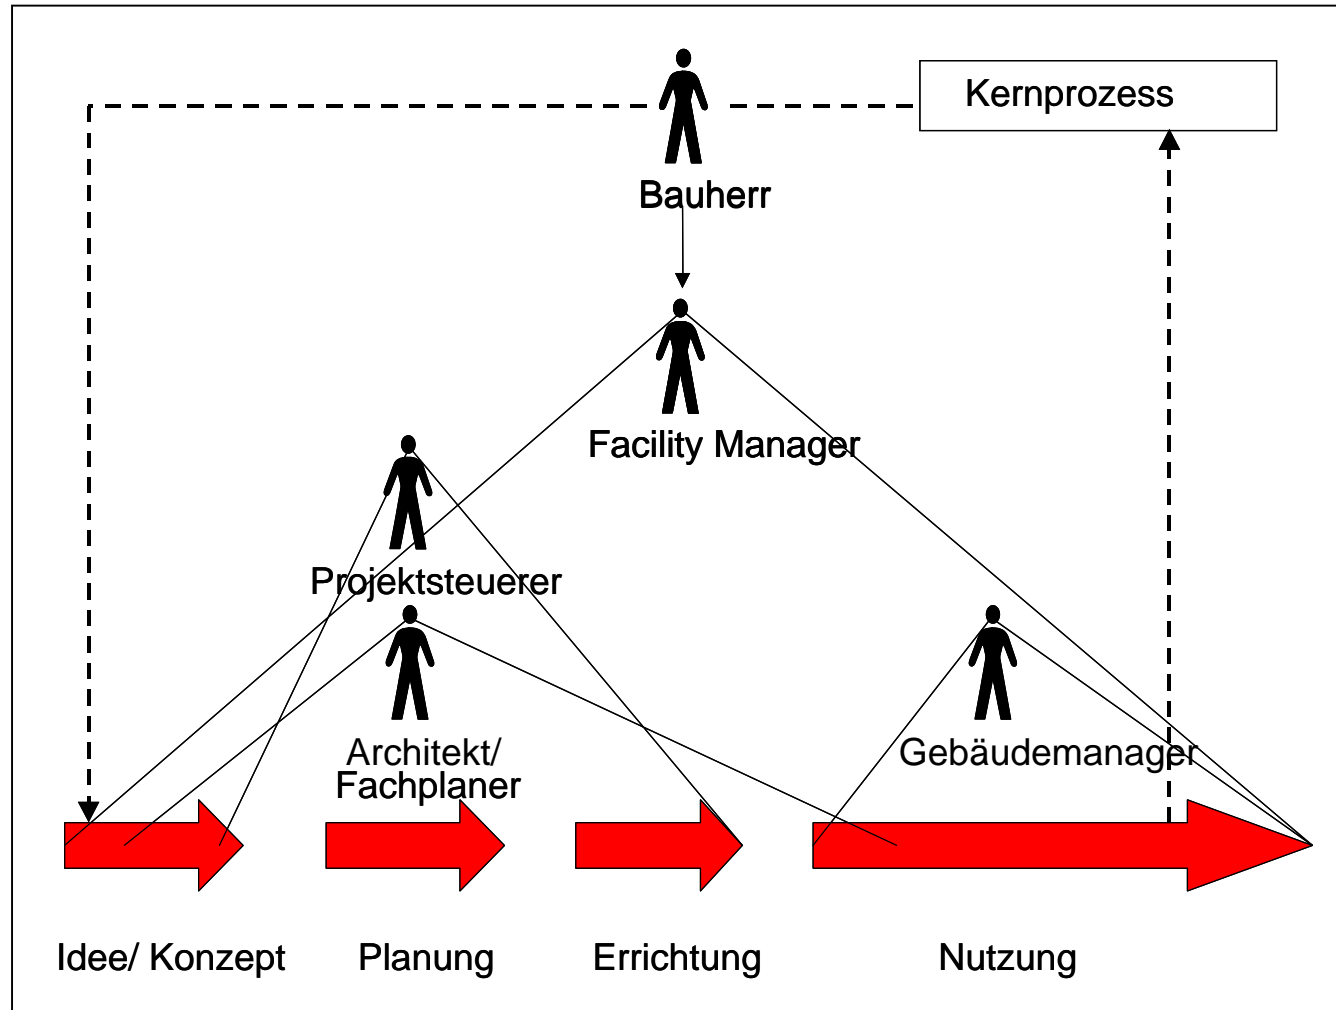 Kernprozess
Bauherr
Facility Manager
Projektsteuerer
Architekt/
Fachplaner
Gebäudemanager
Idee/ Konzept
Planung
Errichtung
Nutzung